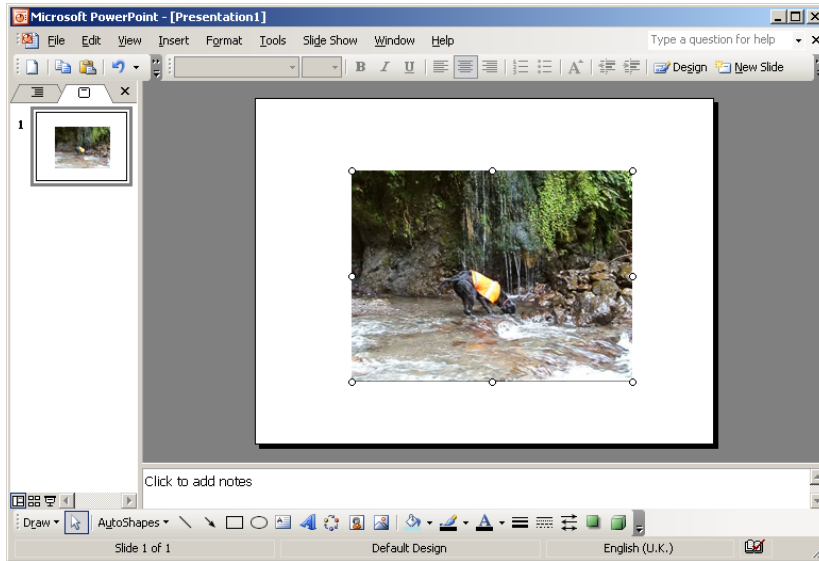 Microsoft PowerPoint - [Presentation1]
File Edit View Insert Format Tools Slide Show Window Help Type a question for help
B I U A Design New Slide
1
Click to add notes
Draw AutoShapes A
Slide 1 of 1 Default Design English (U.K.)